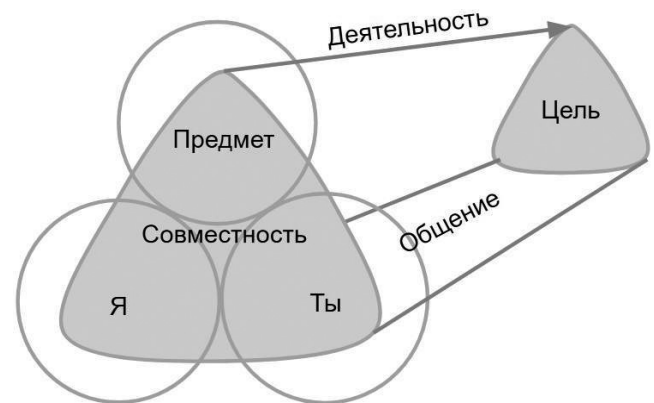 Деятельность
Цель
Предмет
Общение
Совместность
Я
Ты